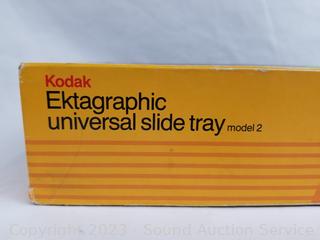 Kodak
Ektagraphic
universal slide tray model 2
Copyright 2023 - Sound Auction Service